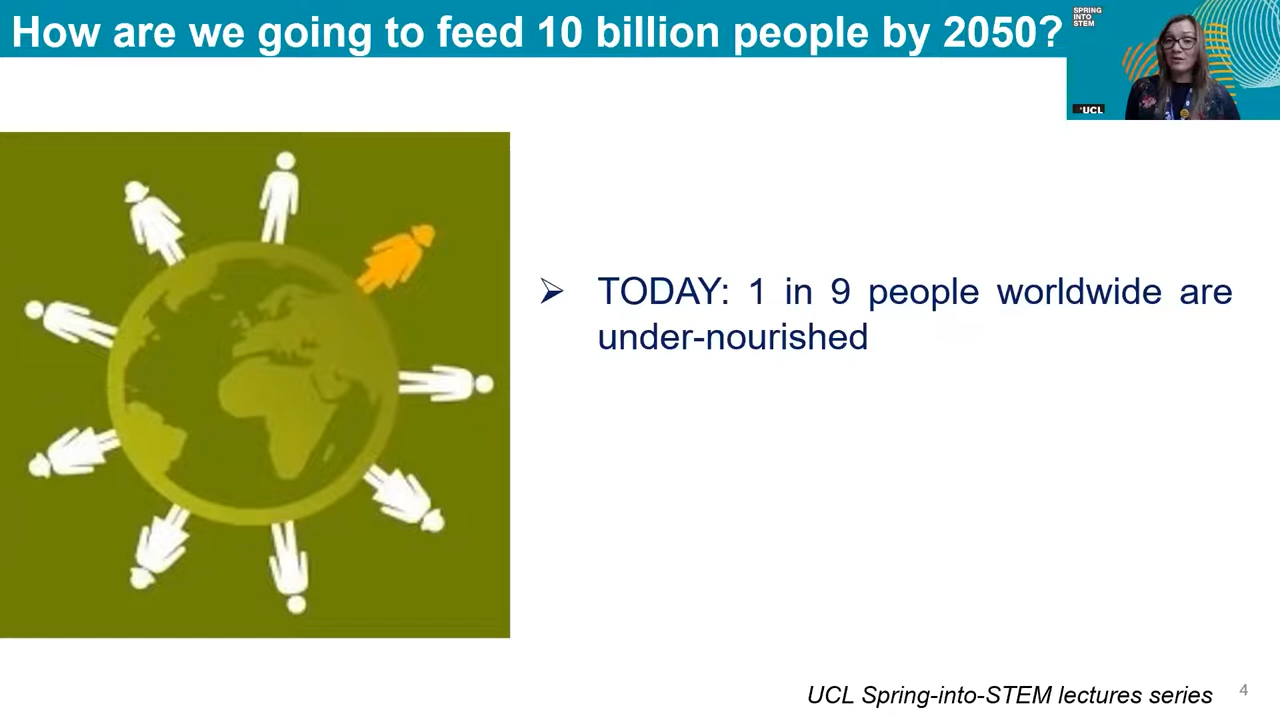 How are we going to feed 10 billion people by 2050?
SPRING
INTO
STEM
UCL
➢ TODAY: 1 in 9 people worldwide are
under-nourished
UCL Spring-into-STEM lectures series
4